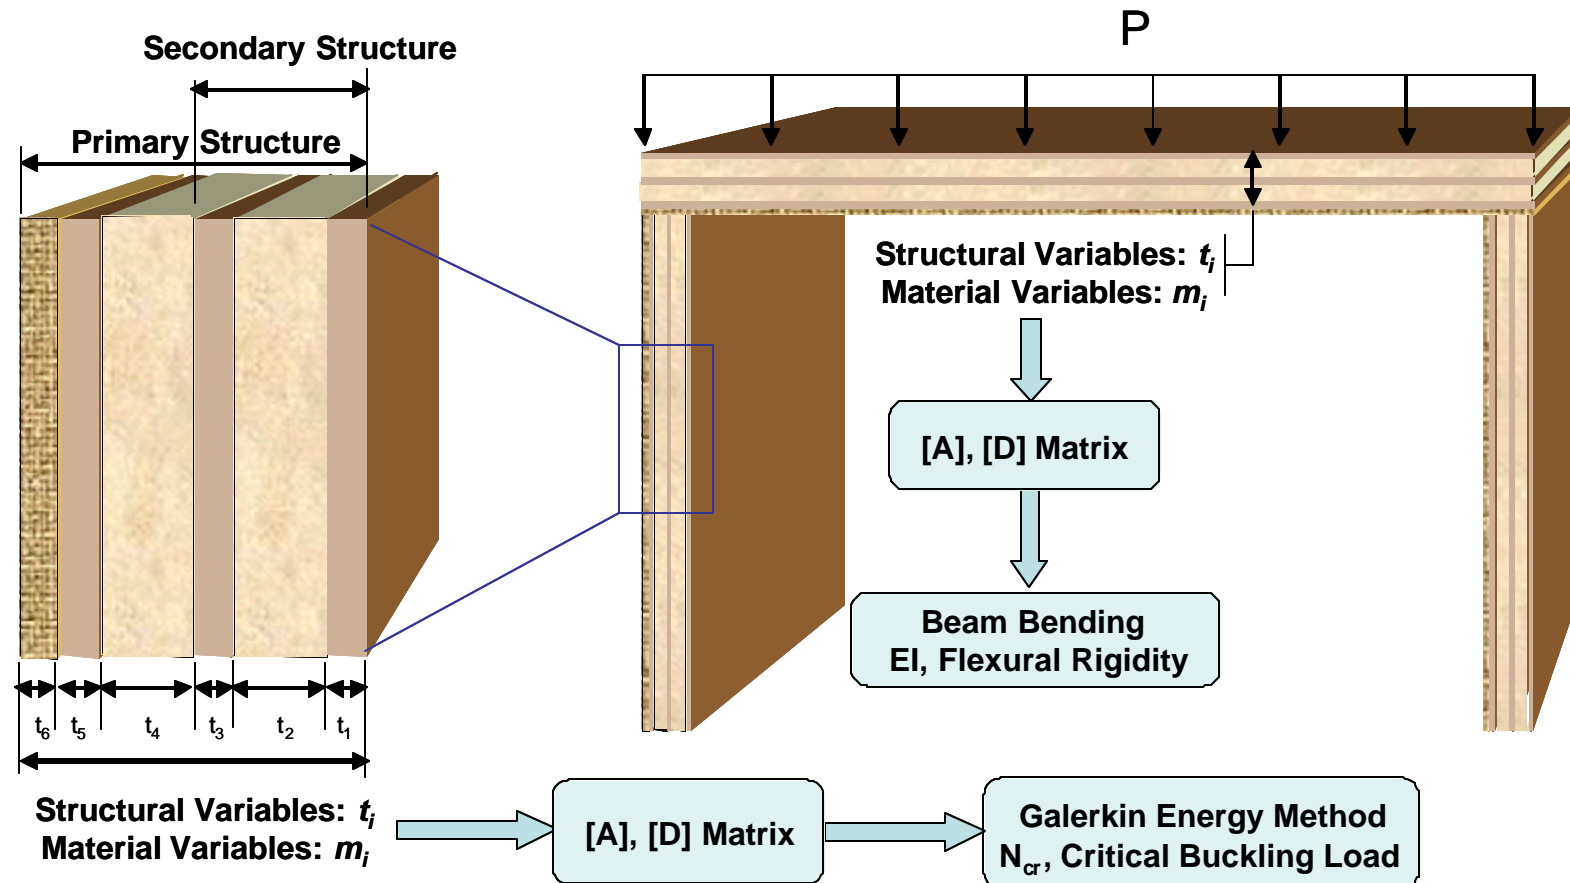 P
Secondary Structure
Primary Structure
Structural Variables: tᵢ
Material Variables: mᵢ
[A], [D] Matrix
Beam Bending
EI, Flexural Rigidity
t₆ t₅ t₄ t₃ t₂ t₁
Structural Variables: tᵢ
Material Variables: mᵢ
[A], [D] Matrix
Galerkin Energy Method
N_cr, Critical Buckling Load